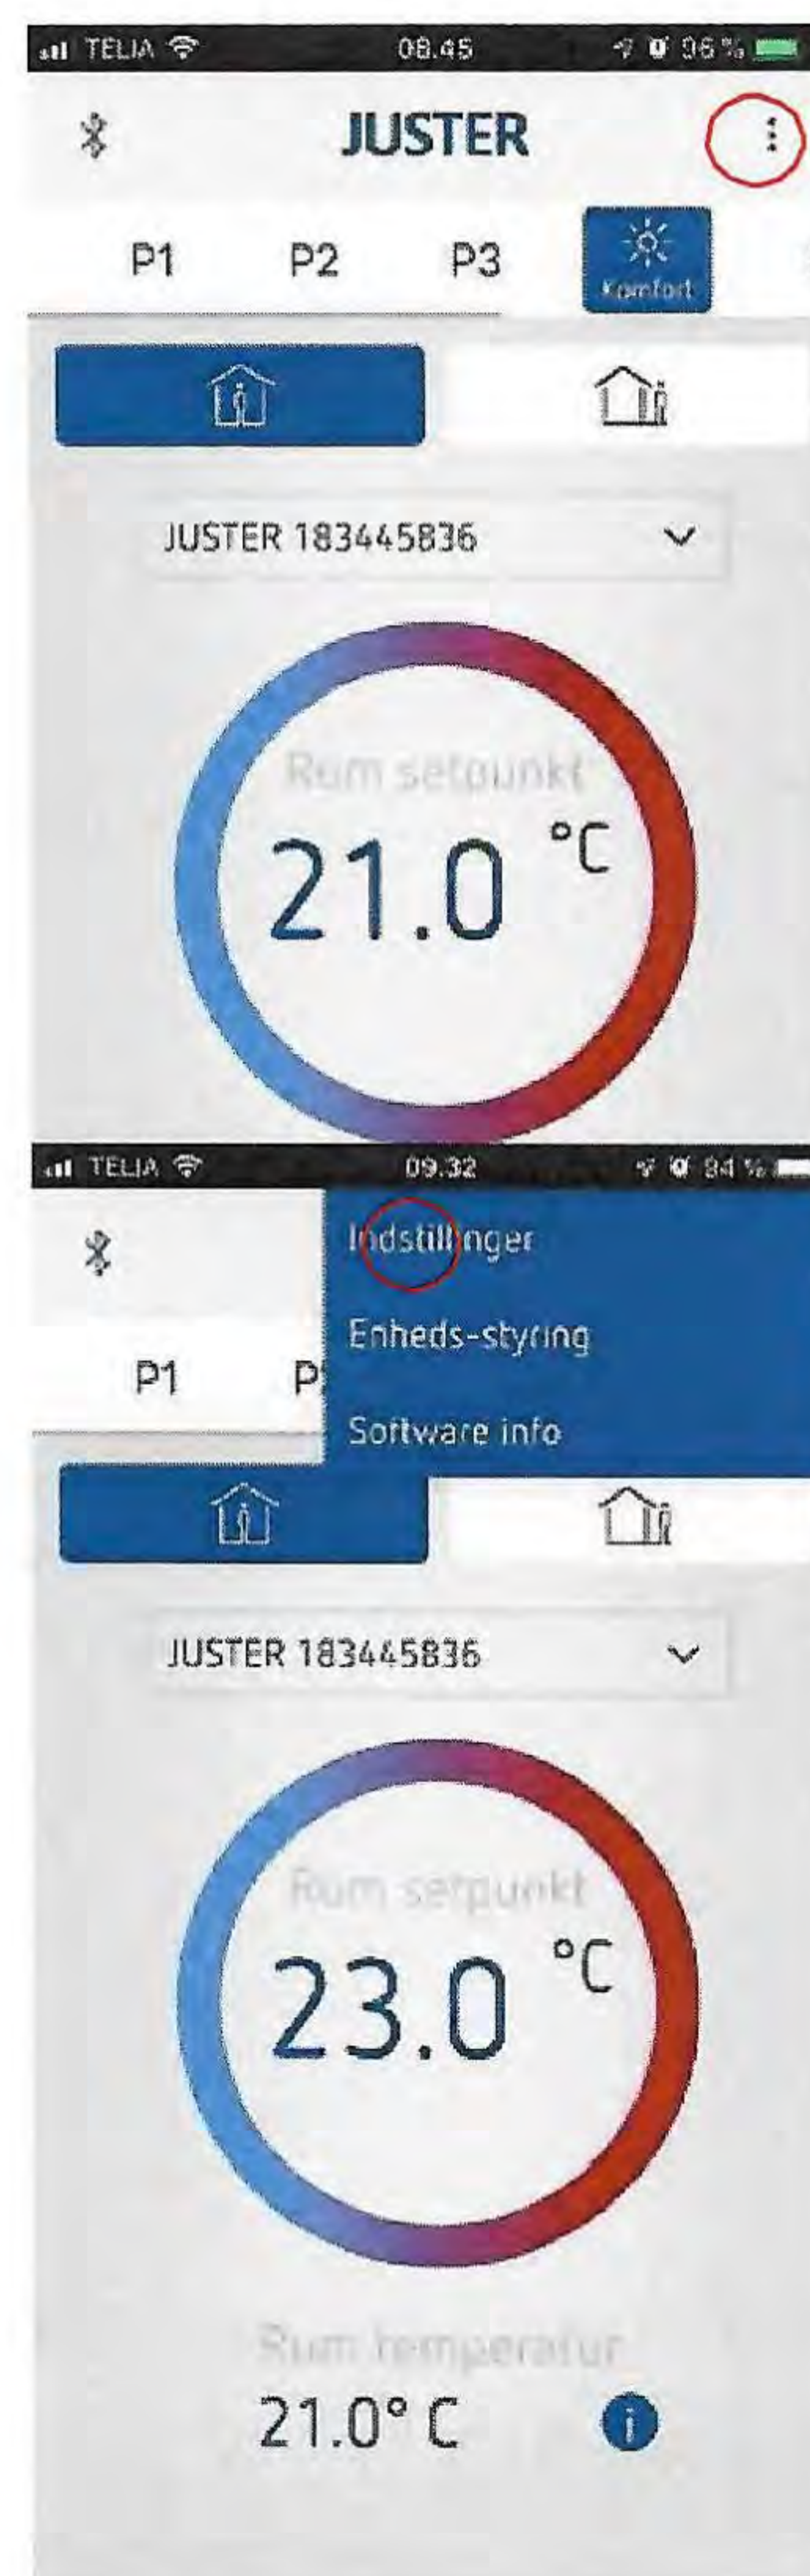 TELIA 08.45 96 %
JUSTER
P1 P2 P3 Komfort
JUSTER 183445836
Rum setpunkt
21.0 °C
TELIA 09.32 84 %
Indstillinger
P1 P
Enheds-styring
Software info
JUSTER 183445836
Rum setpunkt
23.0 °C
Rum temperatur
21.0° C
i